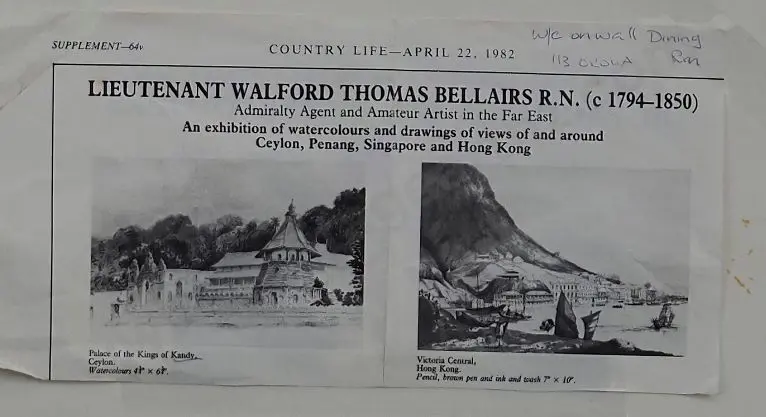 SUPPLEMENT—64v
COUNTRY LIFE—APRIL 22, 1982
W/C on wall Dining
Rm
113
LIEUTENANT WALFORD THOMAS BELLAIRS R.N. (c 1794–1850)
Admiralty Agent and Amateur Artist in the Far East
An exhibition of watercolours and drawings of views of and around
Ceylon, Penang, Singapore and Hong Kong
Palace of the Kings of Kandy,
Ceylon.
Watercolours × .
Victoria Central,
Hong Kong.
Pencil, brown pen and ink and wash 7" × 10".